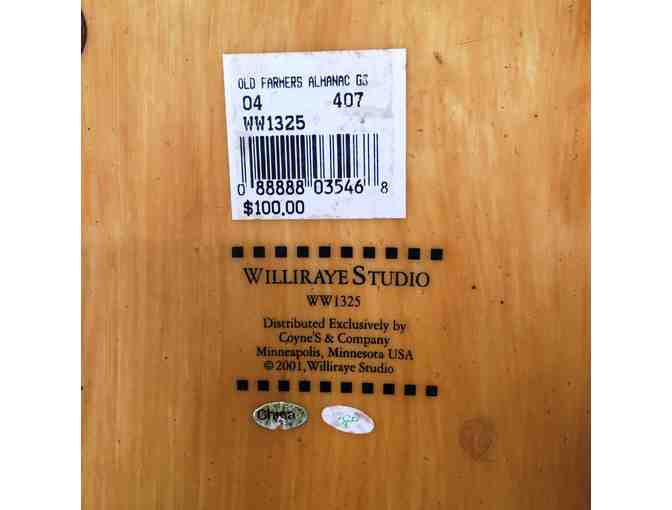 OLD FARMERS ALMANAC GS
04 407
WW1325
0 88888 03546 8
$100.00
WILLIRAYE STUDIO
WW1325
Distributed Exclusively by
Coyne'S & Company
Minneapolis, Minnesota USA
© 2001, Williraye Studio
China